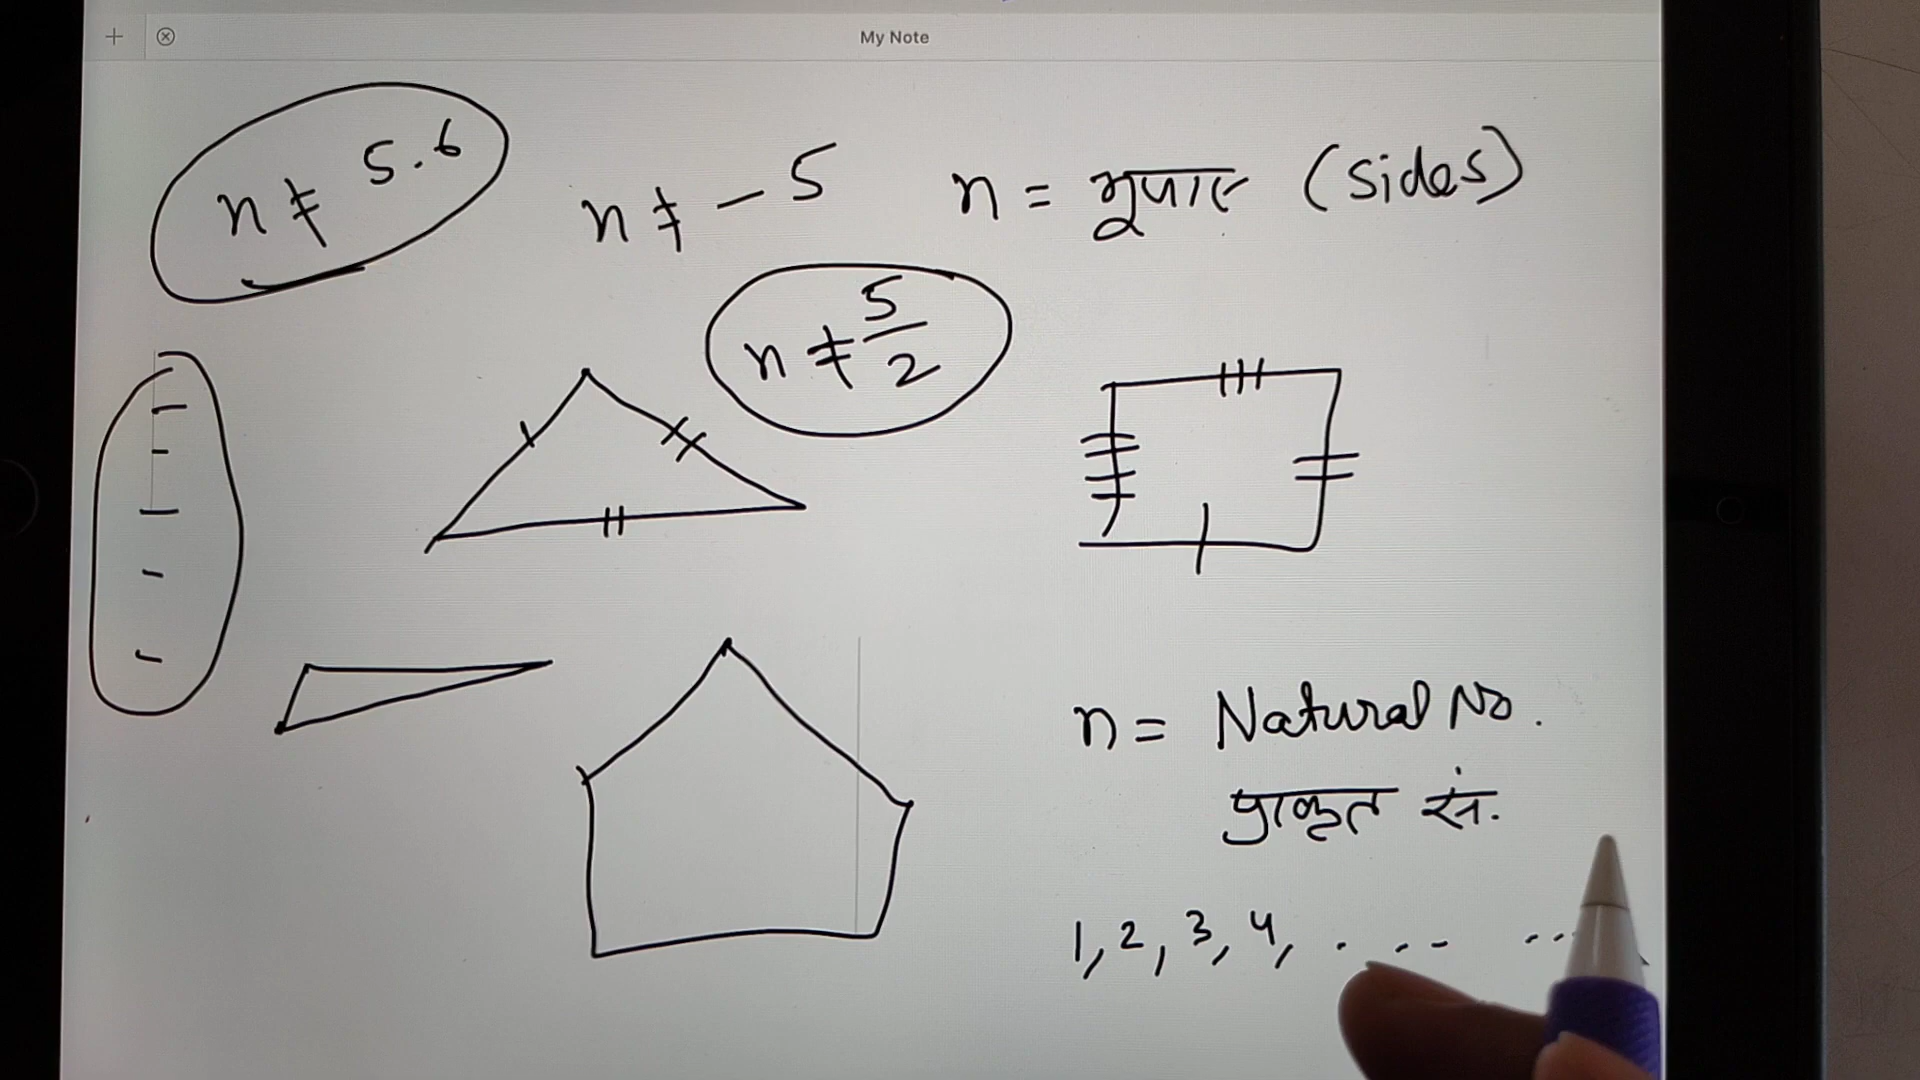 My Note
n ≠ 5.6
n ≠ - 5
n = भुजाए (sides)
n ≠ 5/2
n = Natural No.
प्राकृत सं.
1, 2, 3, 4, . . . . . .